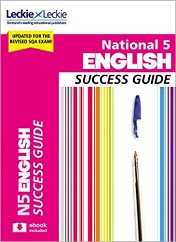 Leckie&Leckie
Scotland's leading educational publishers
UPDATED FOR THE
REVISED SQA EXAM!
National 5
ENGLISH
SUCCESS GUIDE
N5 ENGLISH
SUCCESS GUIDE
ebook
included